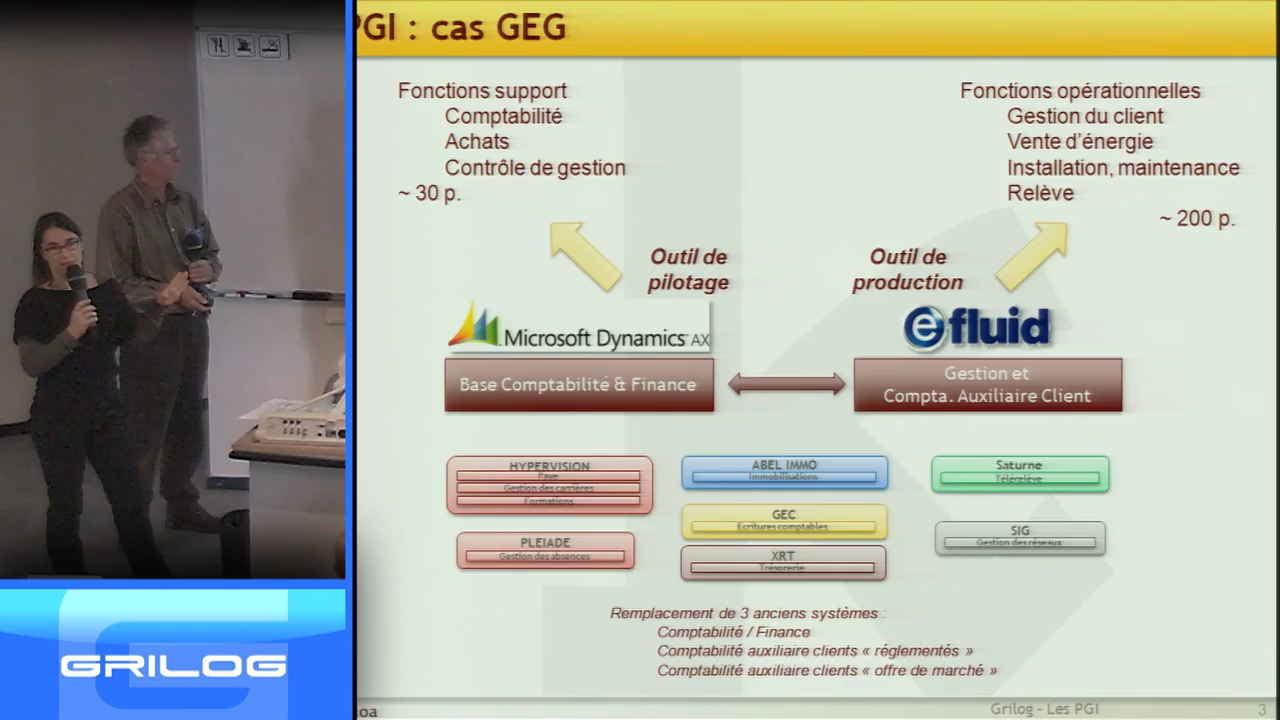 PGI : cas GEG
Fonctions support
Comptabilité
Achats
Contrôle de gestion
~ 30 p.
Fonctions opérationnelles
Gestion du client
Vente d'énergie
Installation, maintenance
Relève
~ 200 p.
Outil de
pilotage
Outil de
production
Microsoft Dynamics AX
efluid
Base Comptabilité & Finance
Gestion et
Compta. Auxiliaire Client
HYPERVISION
Paye
Gestion des carrières
Formations
PLEIADE
Gestion des absences
ABEL IMMO
Immobilisations
GEC
Ecritures comptables
XRT
Trésorerie
Saturne
Télérelève
SIG
Gestion des réseaux
Remplacement de 3 anciens systèmes :
Comptabilité / Finance
Comptabilité auxiliaire clients « réglementés »
Comptabilité auxiliaire clients « offre de marché »
GRILOG
oa
Grilog - Les PGI
3